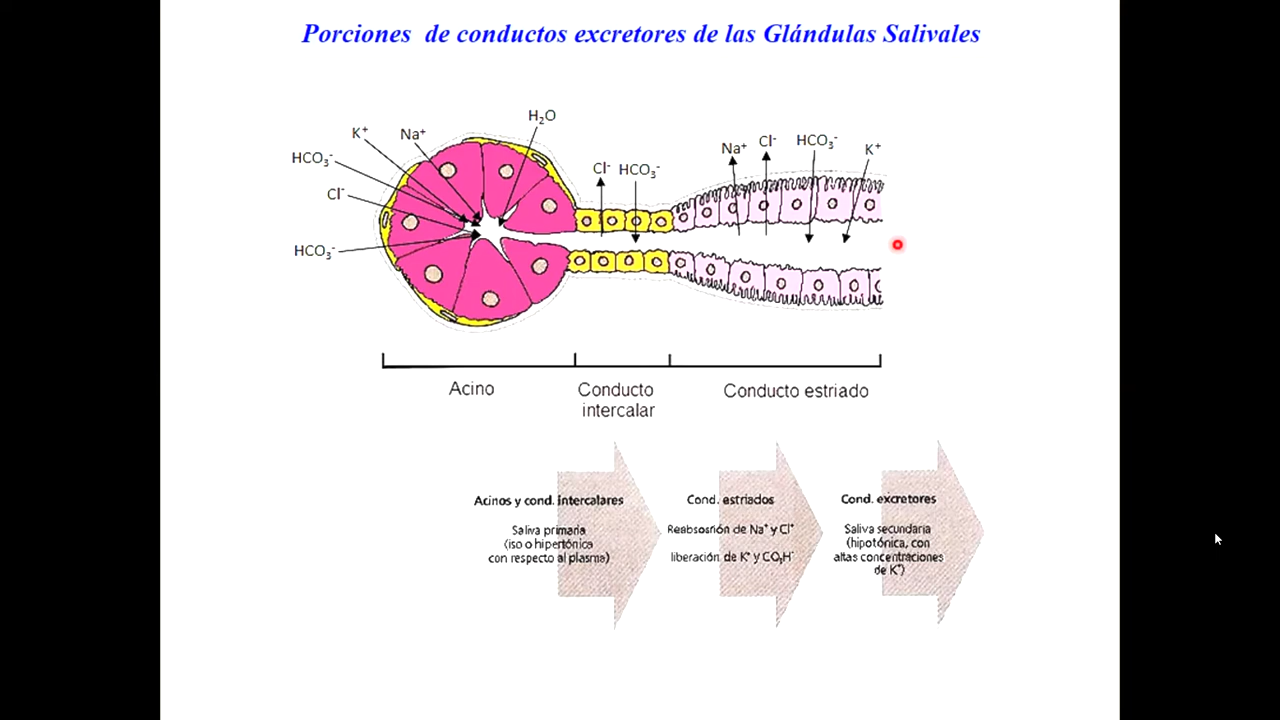 Porciones de conductos excretores de las Glándulas Salivales
H₂O
K⁺
Na⁺
HCO₃⁻
Cl⁻
HCO₃⁻
Cl⁻
HCO₃⁻
Na⁺
Cl⁻
HCO₃⁻
K⁺
Acino
Conducto
intercalar
Conducto estriado
Acinos y cond. intercalares
Saliva primaria
(iso o hipertónica
con respecto al plasma)
Cond. estriados
Reabsosrión de Na⁺ y Cl⁺
liberación de K⁺ y CO₃H⁻
Cond. excretores
Saliva secundaria
(hipotónica, con
altas concentraciones
de K⁺)